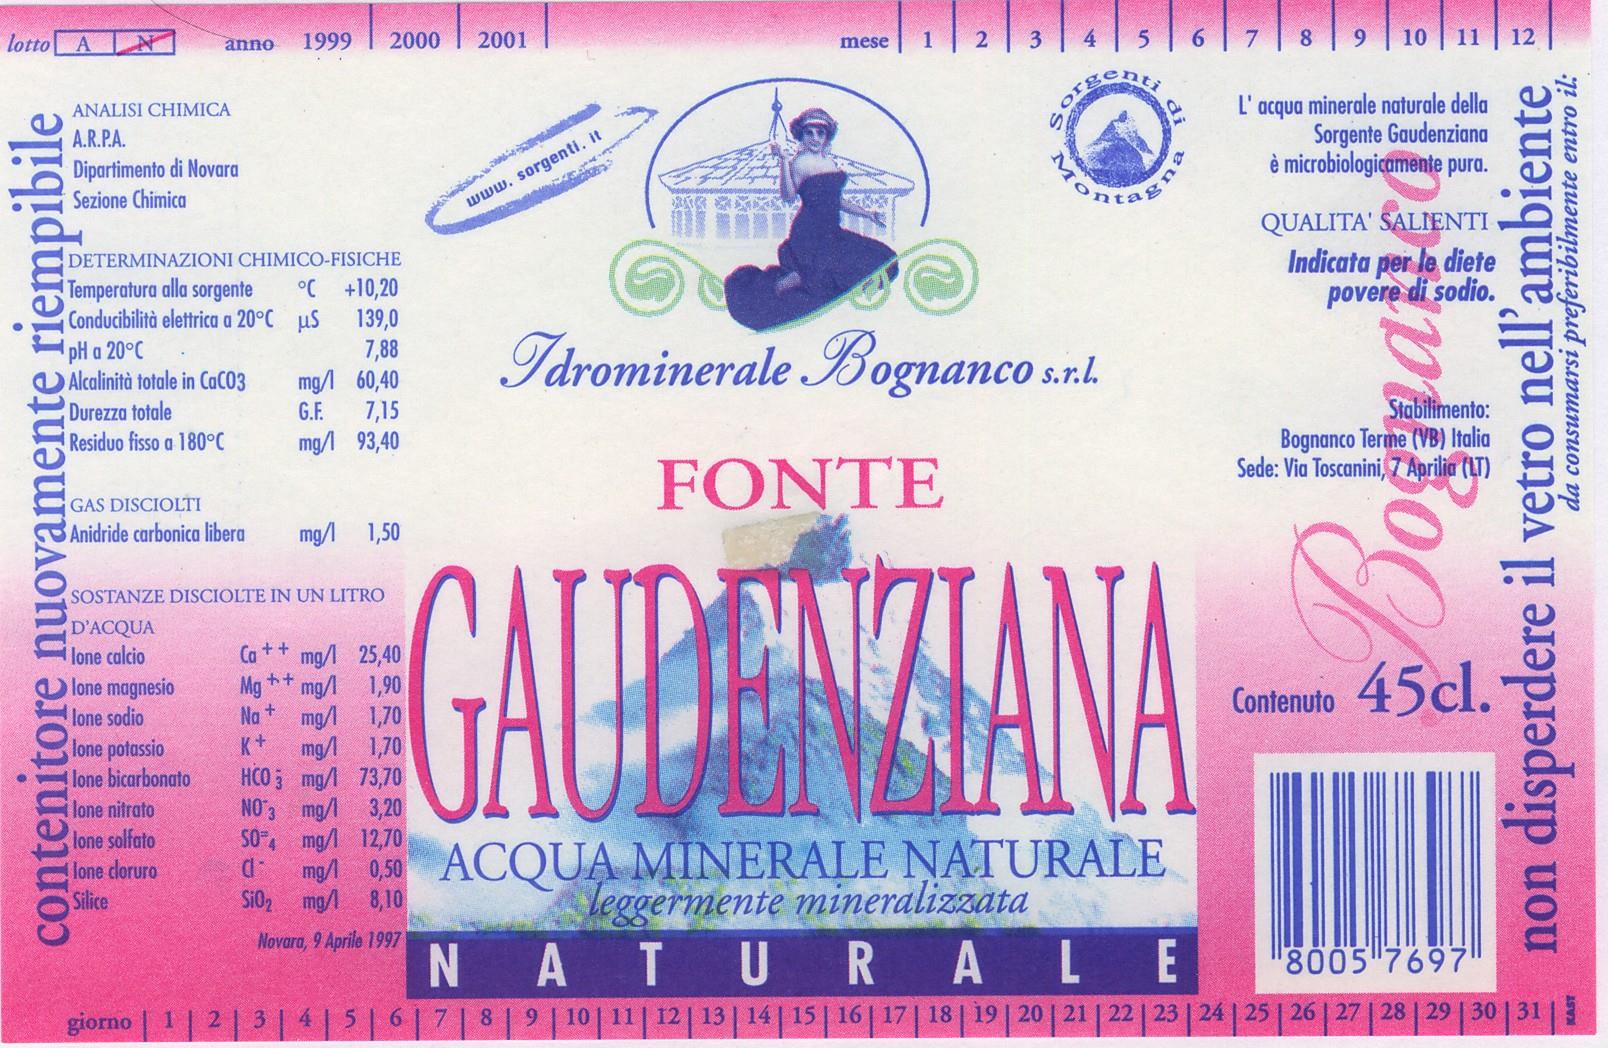 lotto A N anno 1999 2000 2001 mese 1 2 3 4 5 6 7 8 9 10 11 12
contenitore nuovamente riempibile
ANALISI CHIMICA
A.R.P.A.
Dipartimento di Novara
Sezione Chimica
DETERMINAZIONI CHIMICO-FISICHE
Temperatura alla sorgente °C +10,20
Conducibilità elettrica a 20°C µS 139,0
pH a 20°C 7,88
Alcalinità totale in CaCO3 mg/l 60,40
Durezza totale G.F. 7,15
Residuo fisso a 180°C mg/l 93,40
GAS DISCIOLTI
Anidride carbonica libera mg/l 1,50
SOSTANZE DISCIOLTE IN UN LITRO
D'ACQUA
Ione calcio Ca++ mg/l 25,40
Ione magnesio Mg++ mg/l 1,90
Ione sodio Na+ mg/l 1,70
Ione potassio K+ mg/l 1,70
Ione bicarbonato HCO3- mg/l 73,70
Ione nitrato NO-3 mg/l 3,20
Ione solfato SO=4 mg/l 12,70
Ione cloruro Cl- mg/l 0,50
Silice SiO2 mg/l 8,10
Novara, 9 Aprile 1997
www.sorgenti.it
Sorgenti di
Montagna
Idrominerale Bognanco s.r.l.
FONTE
GAUDENZIANA
ACQUA MINERALE NATURALE
leggermente mineralizzata
NATURALE
L' acqua minerale naturale della
Sorgente Gaudenziana
è microbiologicamente pura.
QUALITA' SALIENTI
Indicata per le diete
povere di sodio.
Stabilimento:
Bognanco Terme (VB) Italia
Sede: Via Toscanini, 7 Aprilia (LT)
Bognanco
Contenuto 45cl.
8005 7697
non disperdere il vetro nell'ambiente
da consumarsi preferibilmente entro il:
giorno 1 2 3 4 5 6 7 8 9 10 11 12 13 14 15 16 17 18 19 20 21 22 23 24 25 26 27 28 29 30 31
KAST